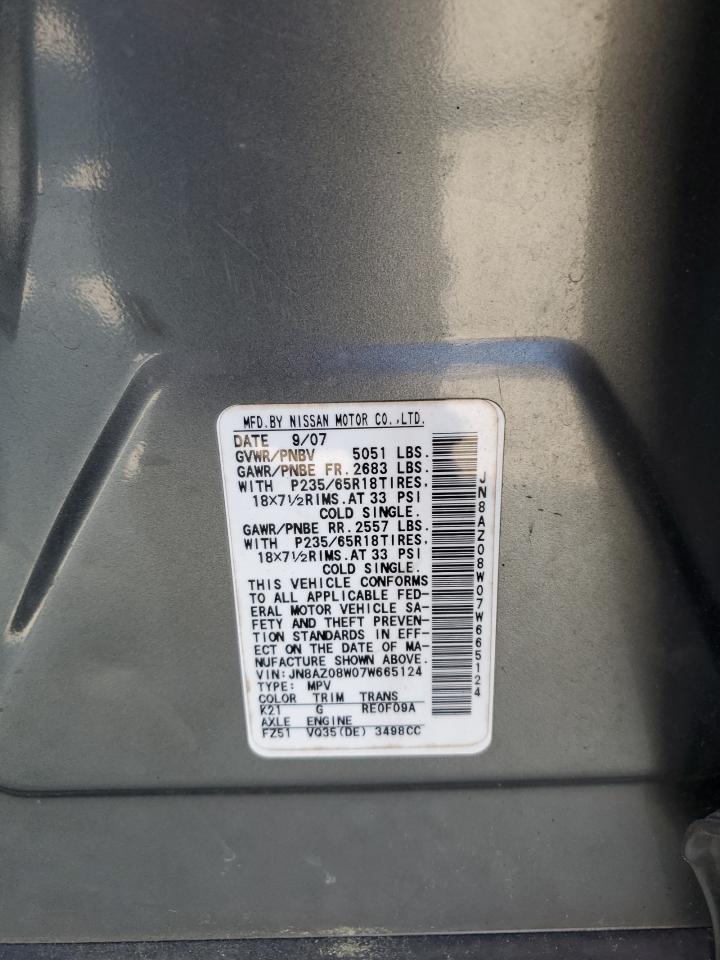 MFD.BY NISSAN MOTOR CO.,LTD.
DATE 9/07
GVWR/PNBV 5051 LBS.
GAWR/PNBE FR.2683 LBS.
WITH P235/65R18TIRES,
18X7½RIMS.AT 33 PSI
COLD SINGLE.
GAWR/PNBE RR.2557 LBS.
WITH P235/65R18TIRES,
18X7½RIMS.AT 33 PSI
COLD SINGLE.
THIS VEHICLE CONFORMS
TO ALL APPLICABLE FED-
ERAL MOTOR VEHICLE SA-
FETY AND THEFT PREVEN-
TION STANDARDS IN EFF-
ECT ON THE DATE OF MA-
NUFACTURE SHOWN ABOVE.
VIN:JN8AZ08W07W665124
TYPE: MPV
COLOR TRIM TRANS
K21 G RE0F09A
AXLE ENGINE
FZ51 VQ35(DE) 3498CC
JN8AZ08W07W665124